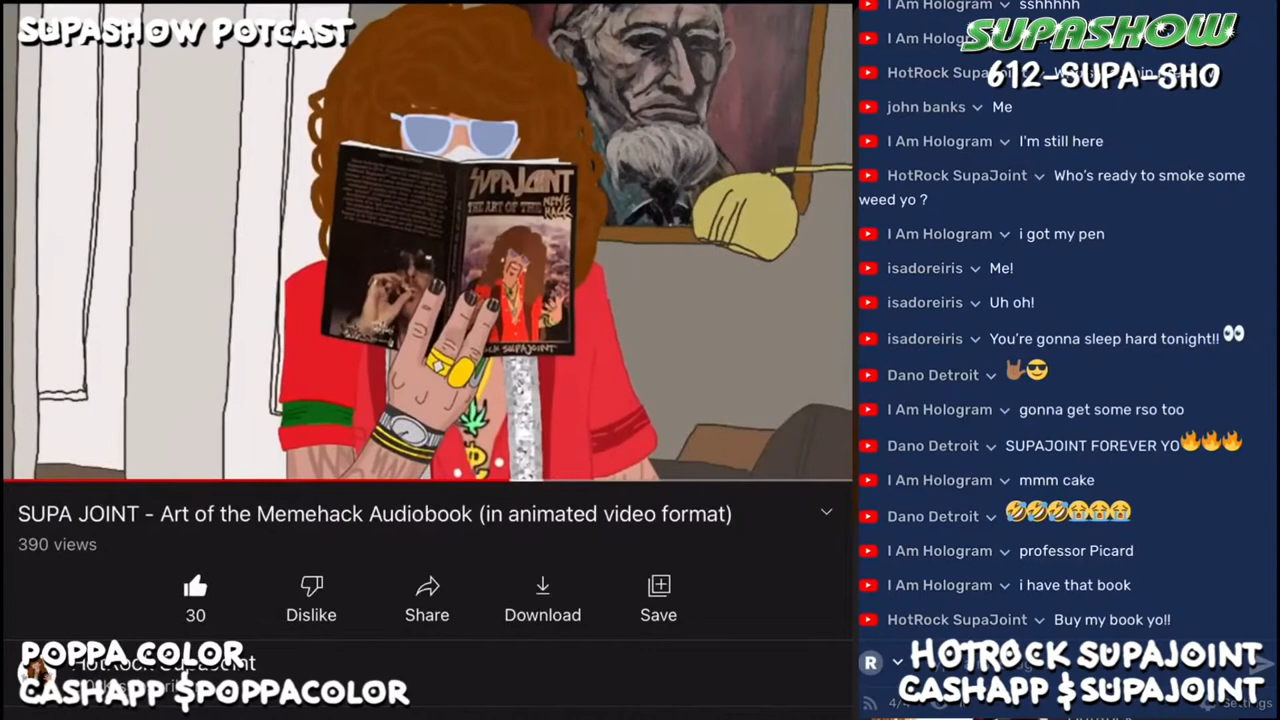 SUPASHOW POTCAST
SUPAJOINT
THE ART OF THE MEME HACK
SUPA JOINT - Art of the Memehack Audiobook (in animated video format)
390 views
30
Dislike
Share
Download
Save
HotRock SupaJoint
POPPA COLOR
CASHAPP $POPPACOLOR
I Am Hologram sshhhhh
SUPASHOW
612-SUPA-SHO
john banks Me
I Am Hologram I'm still here
HotRock SupaJoint Who's ready to smoke some
weed yo ?
I Am Hologram i got my pen
isadoreiris Me!
isadoreiris Uh oh!
isadoreiris You're gonna sleep hard tonight!! 👀
Dano Detroit 🤘🏽😎
I Am Hologram gonna get some rso too
Dano Detroit SUPAJOINT FOREVER YO🔥🔥🔥
I Am Hologram mmm cake
Dano Detroit 🤣🤣🤣😭😭😭
I Am Hologram professor Picard
I Am Hologram i have that book
HotRock SupaJoint Buy my book yo!!
R
HOTROCK SUPAJOINT
CASHAPP $SUPAJOINT
Settings